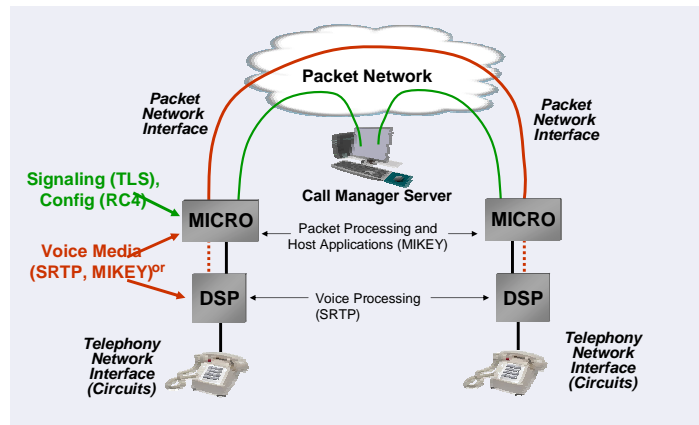 Packet Network
Packet
Network
Interface
Packet
Network
Interface
Signaling (TLS),
Config (RC4)
Call Manager Server
MICRO
Packet Processing and
Host Applications (MIKEY)
MICRO
Voice Media
(SRTP, MIKEY)or
DSP
Voice Processing
(SRTP)
DSP
Telephony
Network
Interface
(Circuits)
Telephony
Network
Interface
(Circuits)